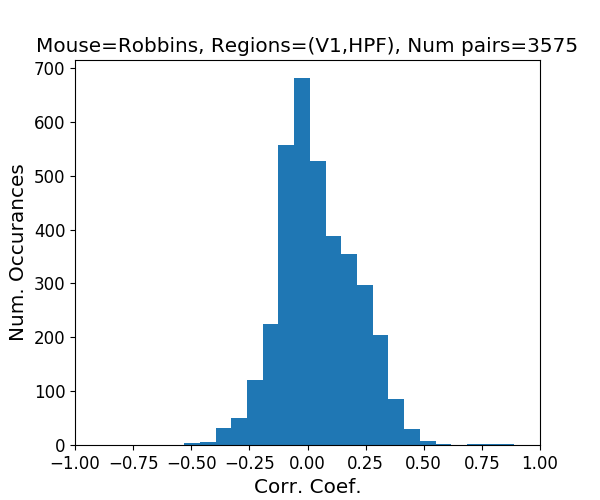 Mouse=Robbins, Regions=(V1,HPF), Num pairs=3575
700
600
500
400
300
200
100
0
Num. Occurances
−1.00 −0.75 −0.50 −0.25 0.00 0.25 0.50 0.75 1.00
Corr. Coef.